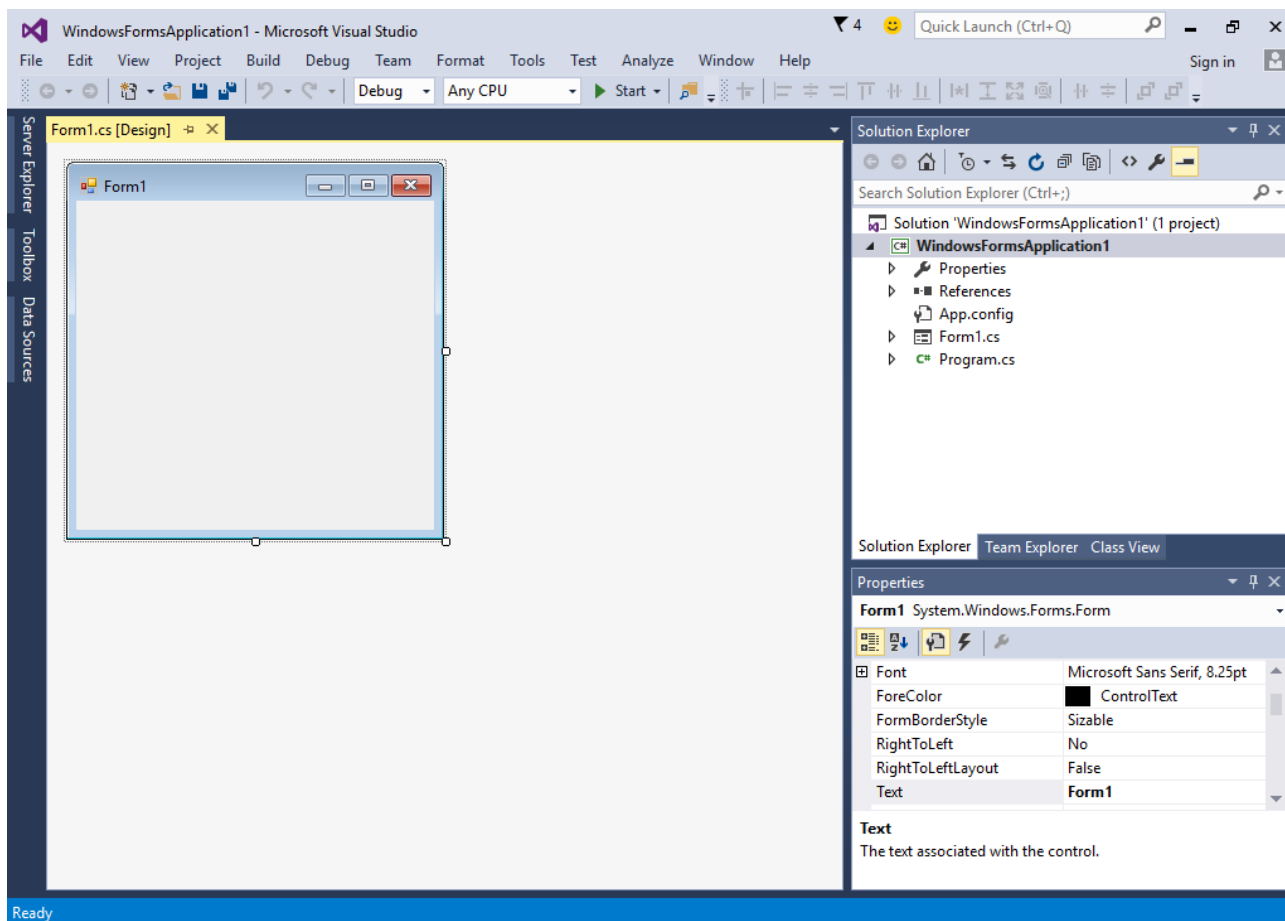 WindowsFormsApplication1 - Microsoft Visual Studio
4
Quick Launch (Ctrl+Q)
File Edit View Project Build Debug Team Format Tools Test Analyze Window Help
Sign in
Debug Any CPU Start
Server Explorer
Toolbox
Data Sources
Form1.cs [Design]
Form1
Solution Explorer
Search Solution Explorer (Ctrl+;)
Solution 'WindowsFormsApplication1' (1 project)
C# WindowsFormsApplication1
Properties
References
App.config
Form1.cs
C# Program.cs
Solution Explorer Team Explorer Class View
Properties
Form1 System.Windows.Forms.Form
Font Microsoft Sans Serif, 8.25pt
ForeColor ControlText
FormBorderStyle Sizable
RightToLeft No
RightToLeftLayout False
Text Form1
Text
The text associated with the control.
Ready